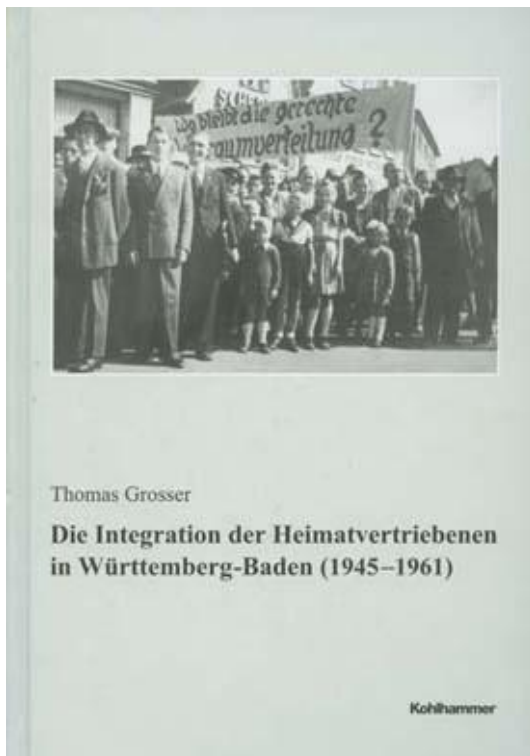 Wo bleibt die gerechte
raumverteilung ?
Thomas Grosser
Die Integration der Heimatvertriebenen
in Württemberg-Baden (1945–1961)
Kohlhammer